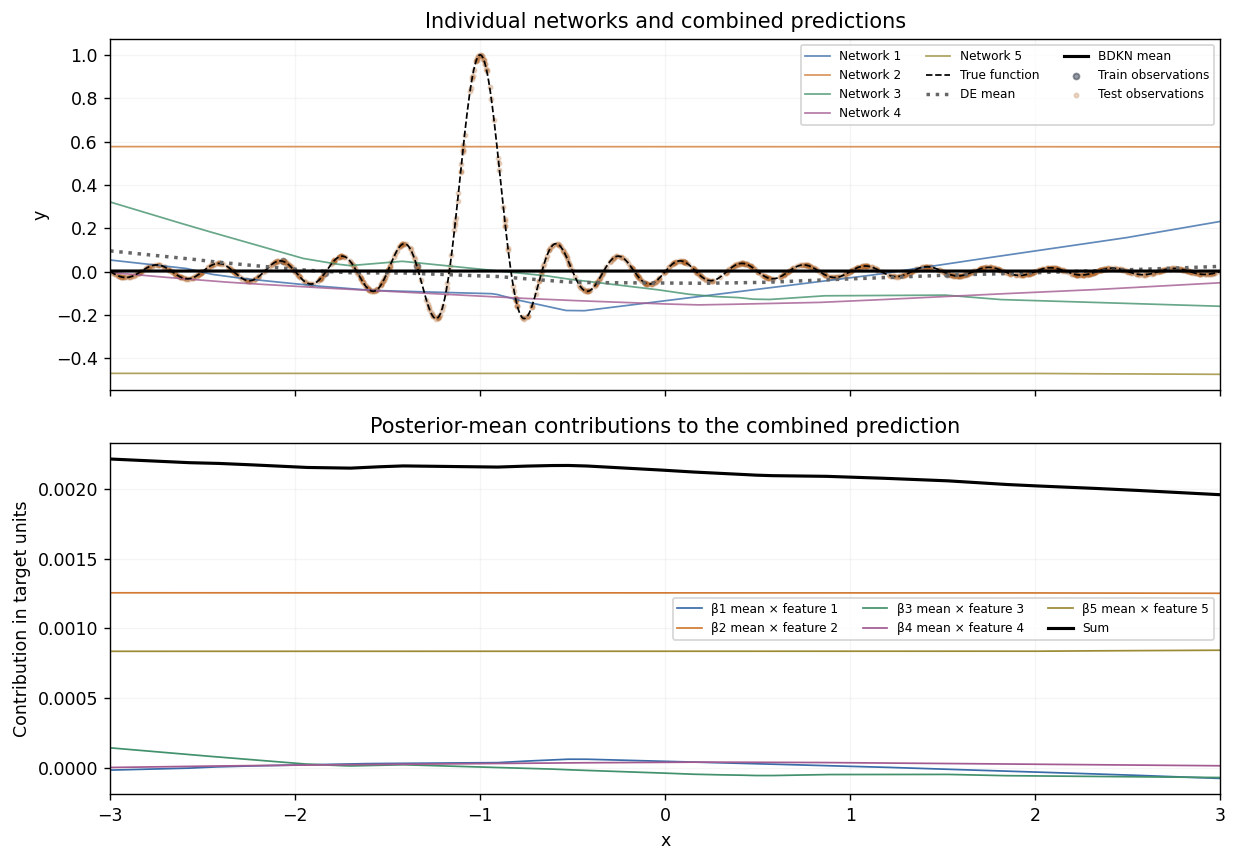 Individual networks and combined predictions
1.0
0.8
0.6
0.4
0.2
0.0
−0.2
−0.4
y
Network 1
Network 2
Network 3
Network 4
Network 5
True function
DE mean
BDKN mean
Train observations
Test observations
Posterior-mean contributions to the combined prediction
0.0020
0.0015
0.0010
0.0005
0.0000
Contribution in target units
β1 mean × feature 1
β2 mean × feature 2
β3 mean × feature 3
β4 mean × feature 4
β5 mean × feature 5
Sum
−3
−2
−1
0
1
2
3
x